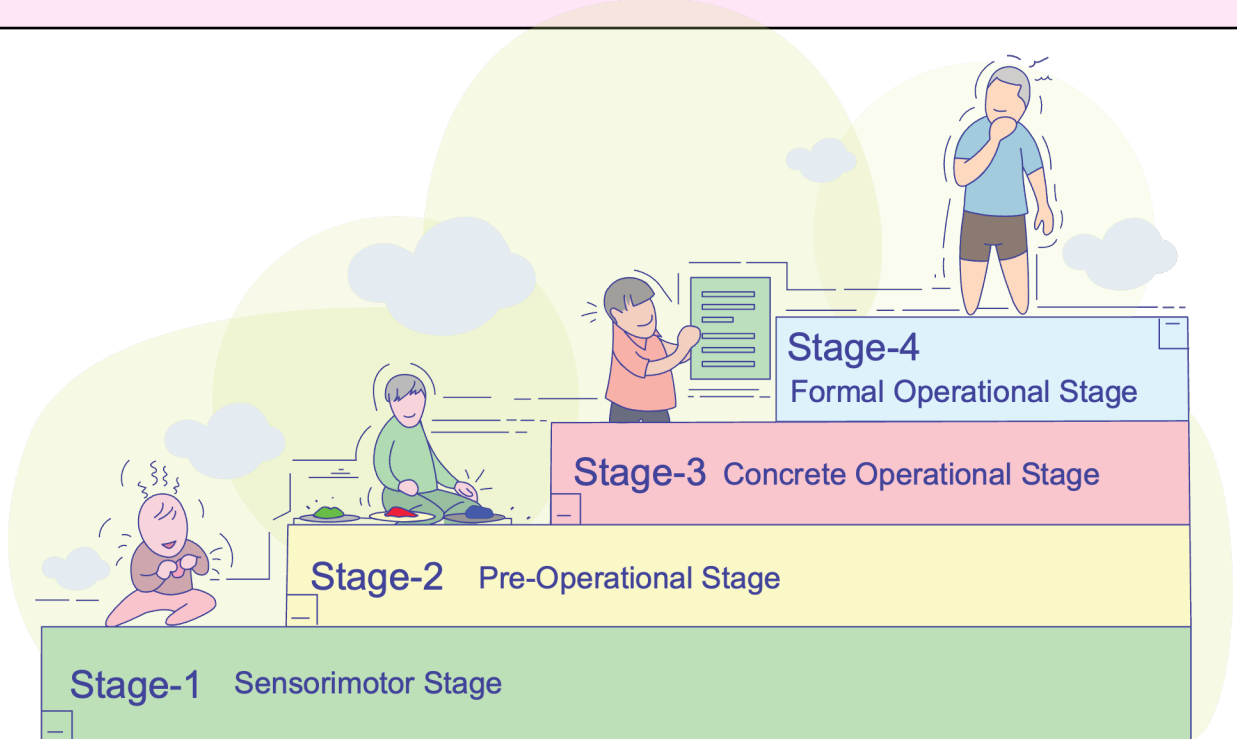 Stage-4
Formal Operational Stage
Stage-3 Concrete Operational Stage
Stage-2 Pre-Operational Stage
Stage-1 Sensorimotor Stage